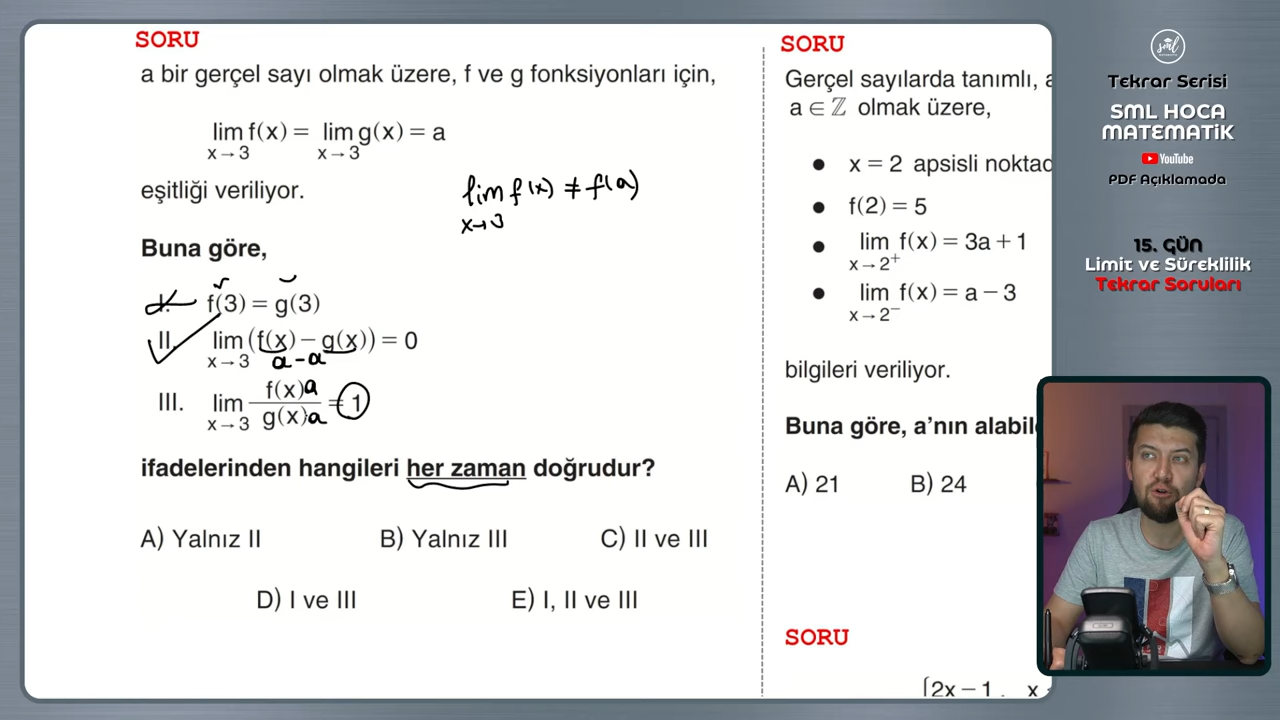 SORU
a bir gerçel sayı olmak üzere, f ve g fonksiyonları için,
lim f(x) = lim g(x) = a
x→3 x→3
eşitliği veriliyor.
lim f(x) ≠ f(a)
x→3
Buna göre,
I. f(3) = g(3)
II. lim (f(x) − g(x)) = 0
x→3 a-a
III. lim f(x) a / g(x) a = 1
x→3
ifadelerinden hangileri her zaman doğrudur?
A) Yalnız II B) Yalnız III C) II ve III
D) I ve III E) I, II ve III
SORU
Gerçel sayılarda tanımlı,
a ∈ ℤ olmak üzere,
● x = 2 apsisli
● f(2) = 5
● lim f(x) = 3a + 1
x→2⁺
● lim f(x) = a − 3
x→2⁻
bilgileri veriliyor.
Buna göre, a’nın
A) 21 B) 24
SORU
2x − 1, x
sml
Tekrar Serisi
SML HOCA
MATEMATİK
YouTube
PDF Açıklamada
15. GÜN
Limit ve Süreklilik
Tekrar Soruları